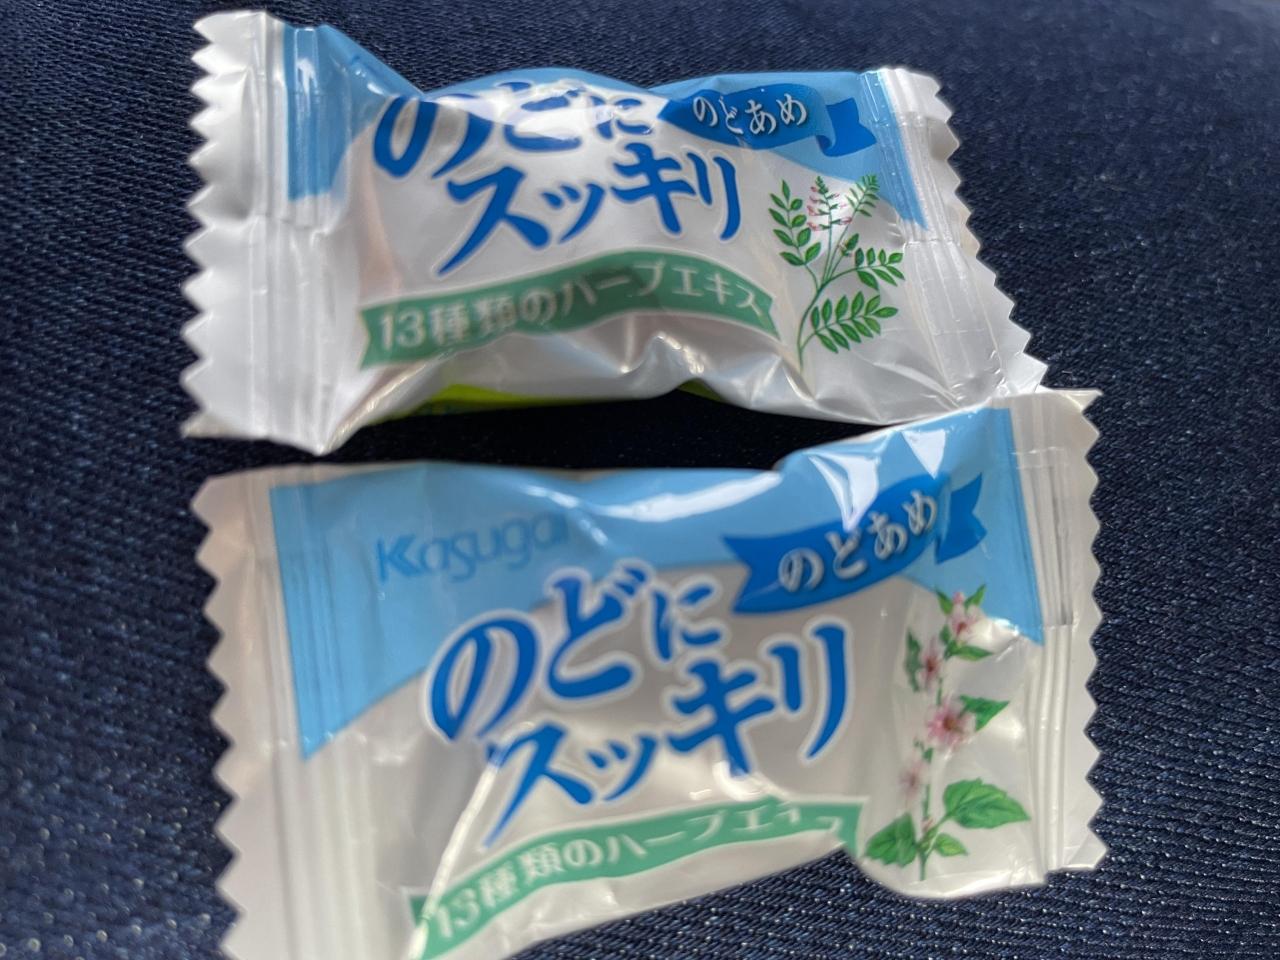 のどに
のどあめ
スッキリ
13種類のハーブエキス
Kasugai
のどあめ
のどに
スッキリ
13種類のハーブエキス